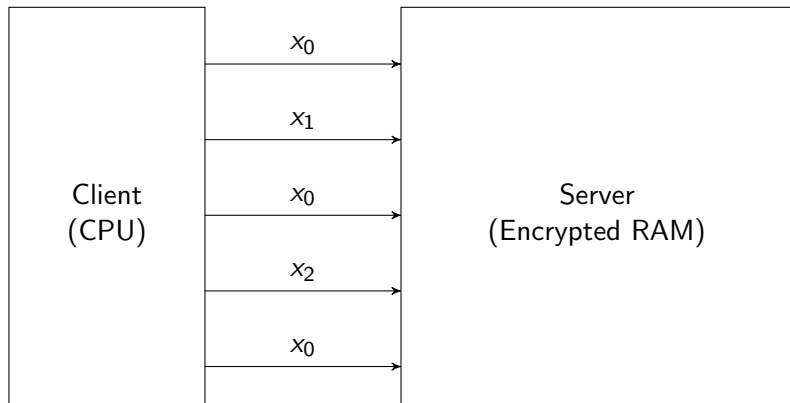 x₀
x₁
Client
(CPU)
x₀
Server
(Encrypted RAM)
x₂
x₀